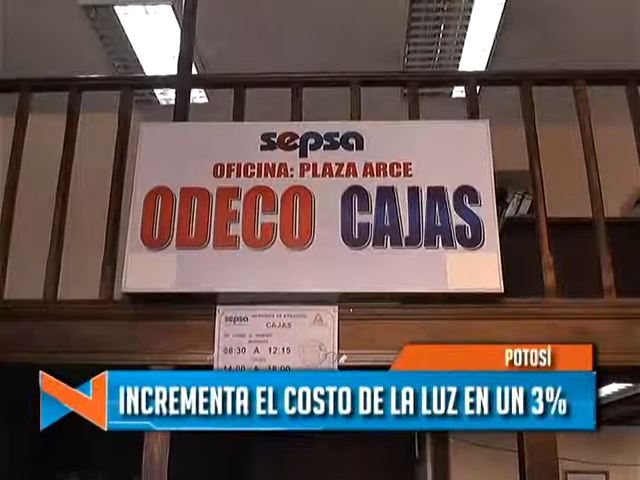 sepsa
OFICINA: PLAZA ARCE
ODECO CAJAS
sepsa
CAJAS
08:30 A 12:15
14:00 A 18:00
POTOSÍ
INCREMENTA EL COSTO DE LA LUZ EN UN 3%